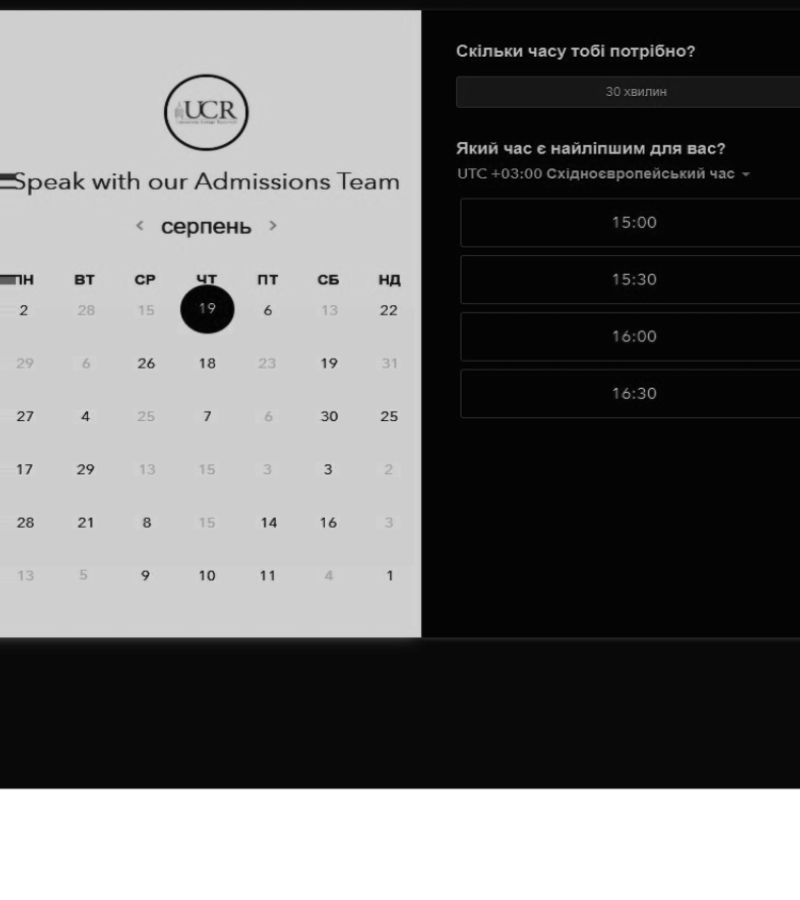 UCR
Speak with our Admissions Team
< серпень >
ПН ВТ СР ЧТ ПТ СБ НД
2 28 15 19 6 13 22
29 6 26 18 23 19 31
27 4 25 7 6 30 25
17 29 13 15 3 3 2
28 21 8 15 14 16 3
13 5 9 10 11 4 1
Скільки часу тобі потрібно?
30 хвилин
Який час є найліпшим для вас?
UTC +03:00 Східноєвропейський час
15:00
15:30
16:00
16:30